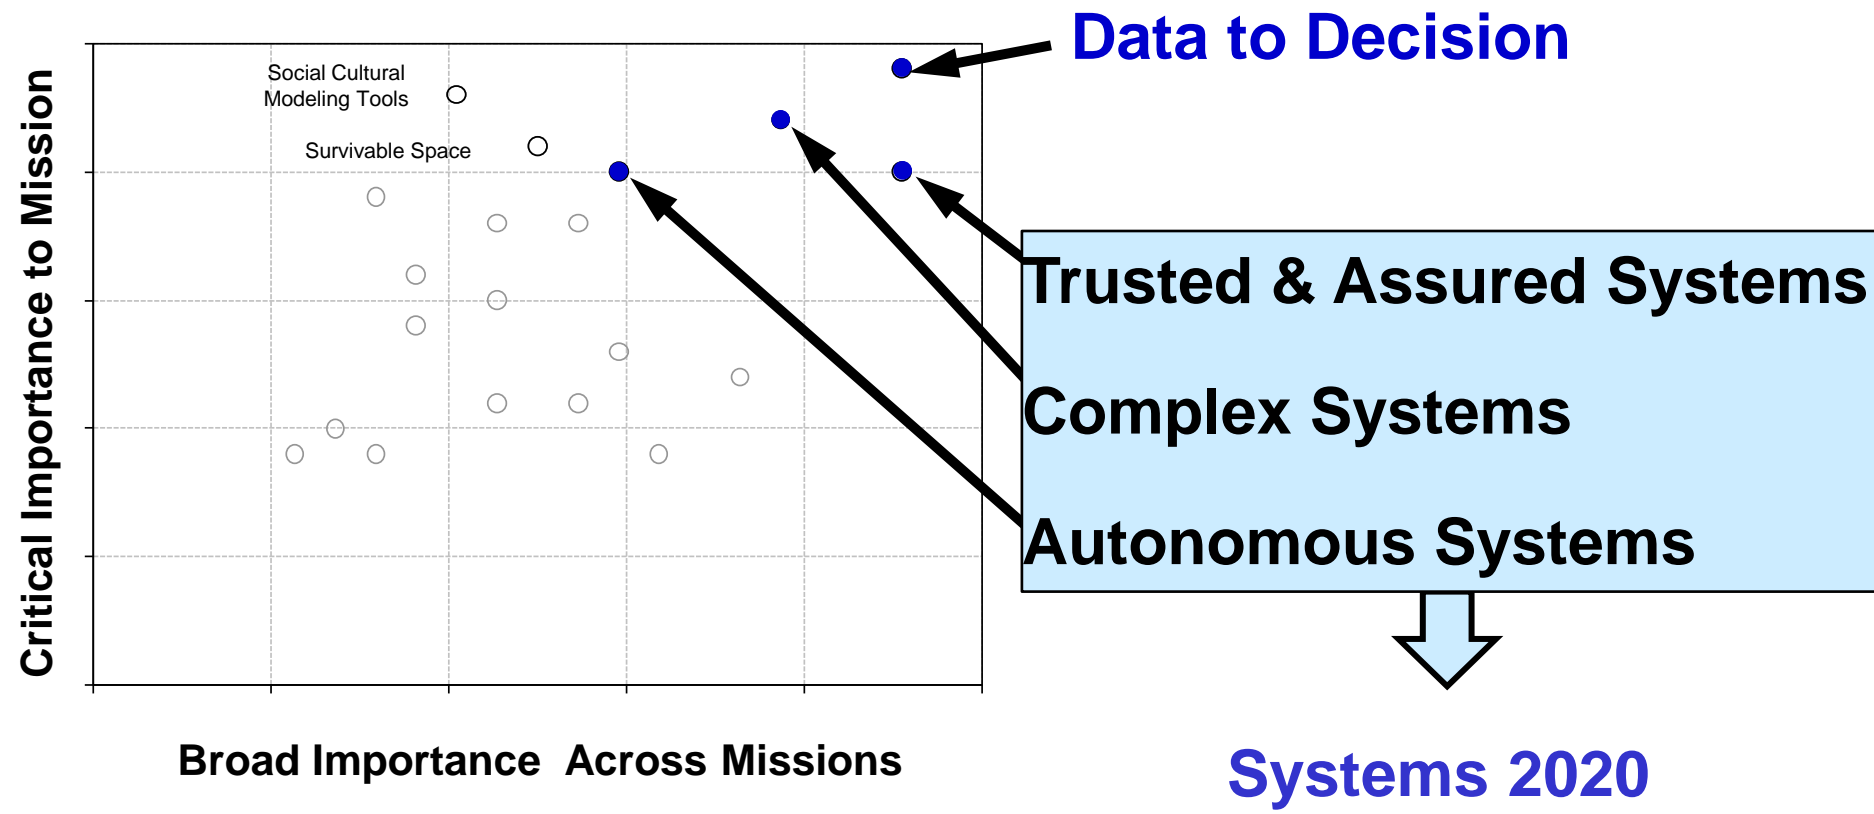 Data to Decision
Social Cultural
Modeling Tools
Survivable Space
Critical Importance to Mission
Trusted & Assured Systems
Complex Systems
Autonomous Systems
Broad Importance  Across Missions
Systems 2020